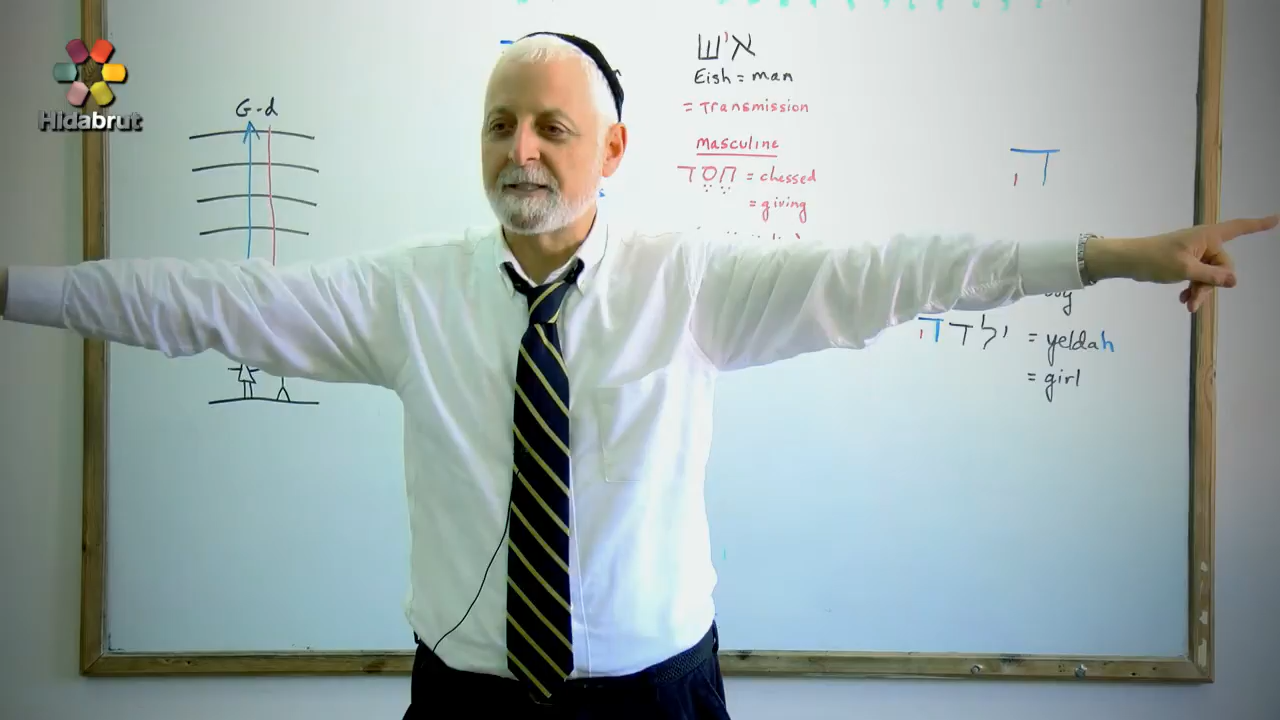 Hidabrut
G-d
איש
Eish = man
= Transmission
masculine
חסד = chessed
= giving
ילדה = yeldah
= girl